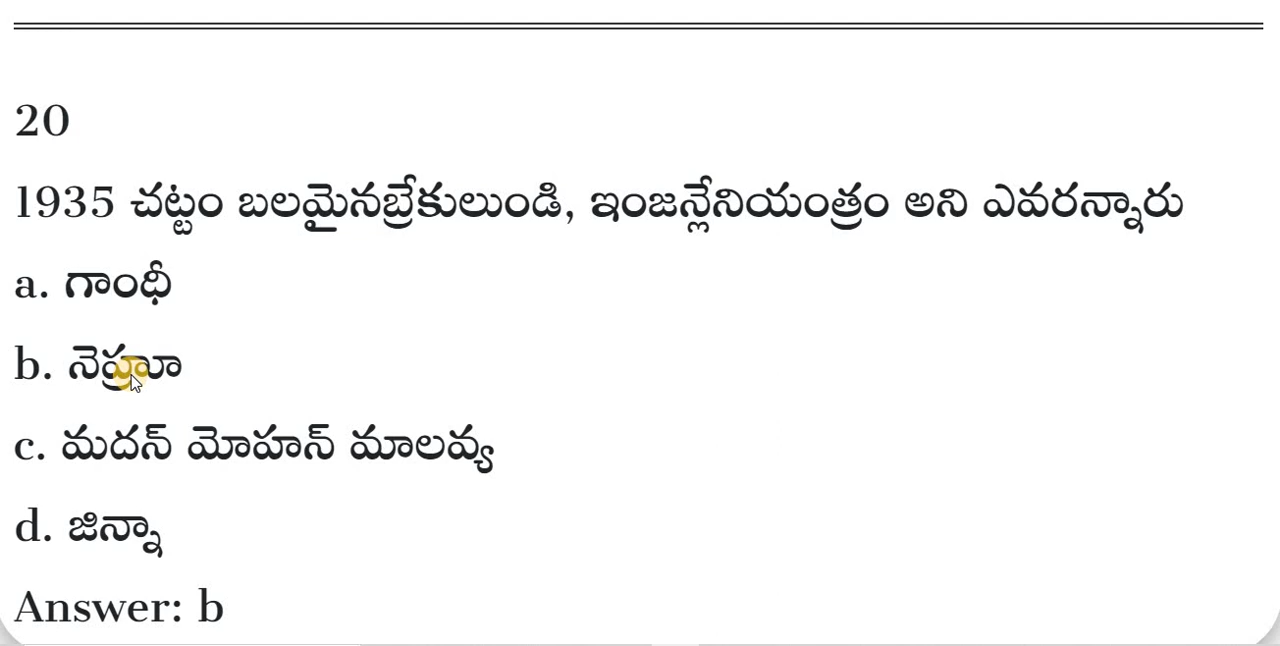 20
1935 చట్టం బలమైనబ్రేకులుండి, ఇంజన్లేనియంత్రం అని ఎవరన్నారు
a. గాంధీ
b. నెహ్రూ
c. మదన్ మోహన్ మాలవ్య
d. జిన్నా
Answer: b